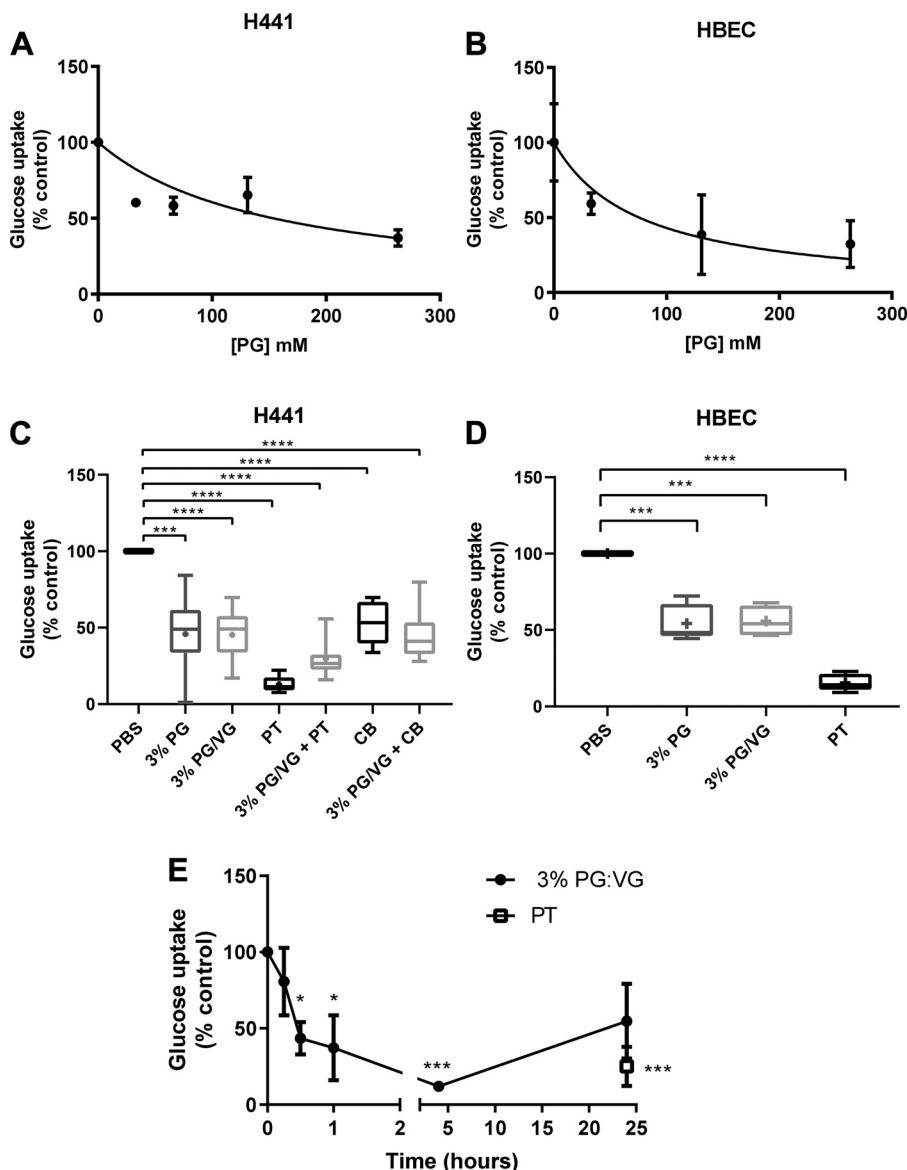 A
H441
150
100
50
0
Glucose uptake
(% control)
0 100 200 300
[PG] mM
B
HBEC
150
100
50
0
Glucose uptake
(% control)
0 100 200 300
[PG] mM
C
H441
****
****
****
****
****
***
150
100
50
0
Glucose uptake
(% control)
PBS
3% PG
3% PG/VG
PT
3% PG/VG + PT
CB
3% PG/VG + CB
D
HBEC
****
***
***
150
100
50
0
Glucose uptake
(% control)
PBS
3% PG
3% PG/VG
PT
E
150
100
50
0
Glucose uptake
(% control)
3% PG:VG
PT
* *
***
***
0 1 2 5 10 15 20 25
Time (hours)